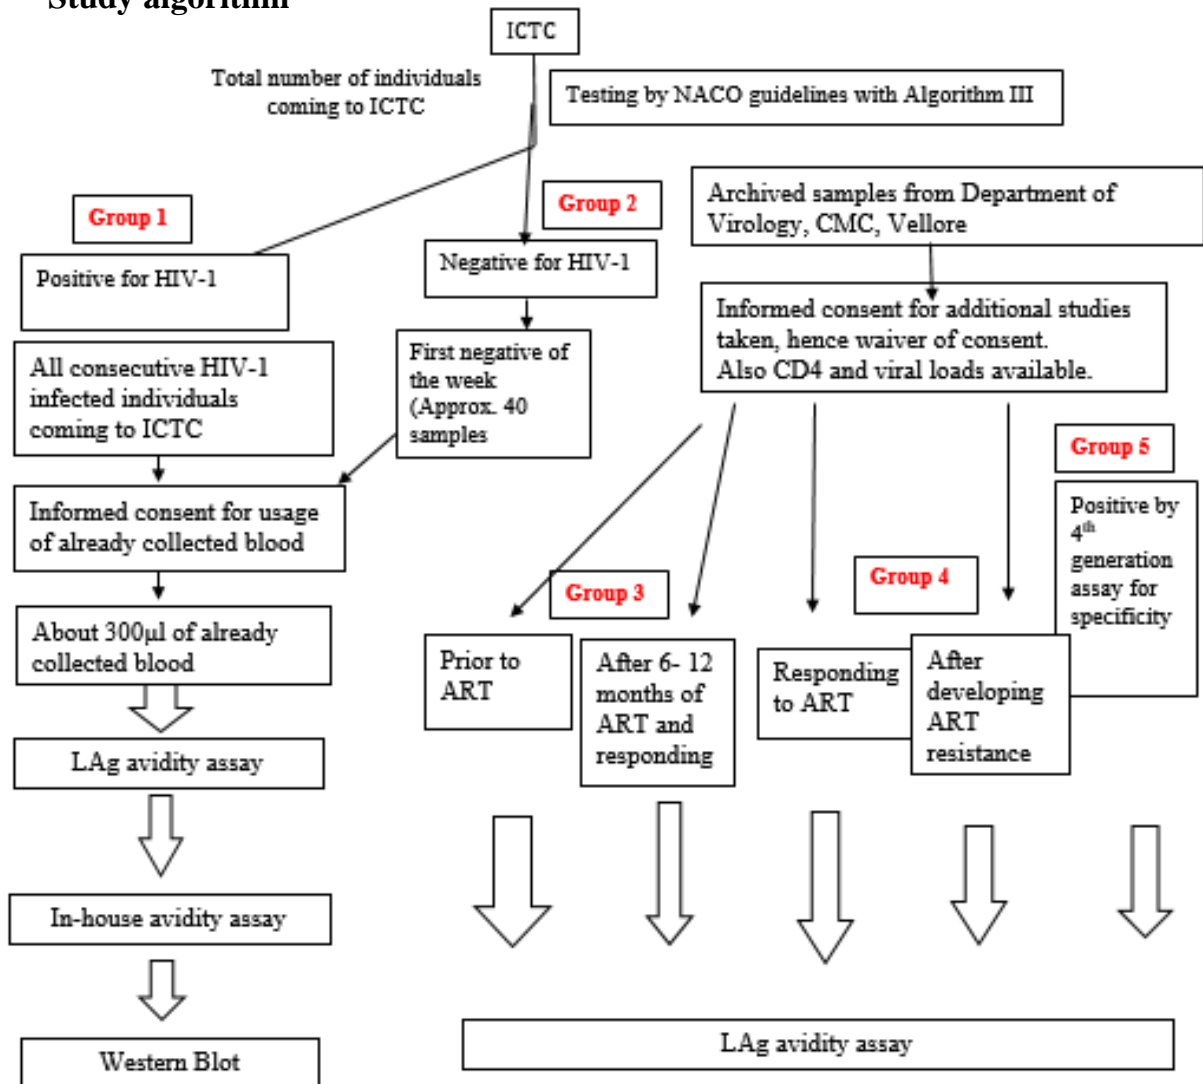 Study algorithm
ICTC
Total number of individuals
coming to ICTC
Testing by NACO guidelines with Algorithm III
Group 1
Group 2
Archived samples from Department of
Virology, CMC, Vellore
Positive for HIV-1
Negative for HIV-1
Informed consent for additional studies
taken, hence waiver of consent.
Also CD4 and viral loads available.
All consecutive HIV-1
infected individuals
coming to ICTC
First negative of
the week
(Approx. 40
samples
Informed consent for usage
of already collected blood
About 300µl of already
collected blood
LAg avidity assay
In-house avidity assay
Western Blot
Group 3
Prior to
ART
After 6- 12
months of
ART and
responding
Group 4
Responding
to ART
After
developing
ART
resistance
Group 5
Positive by
4th
generation
assay for
specificity
LAg avidity assay